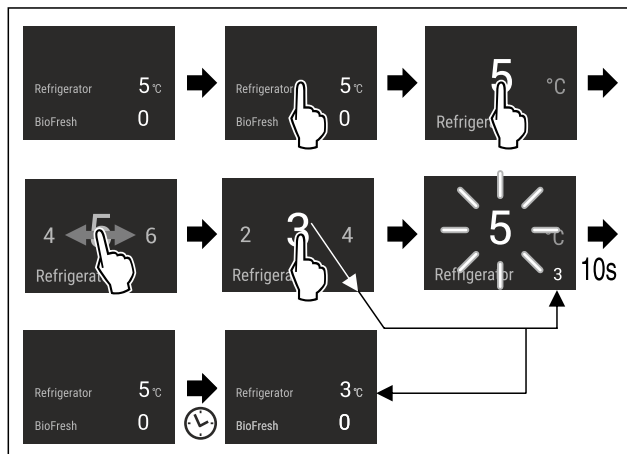 Refrigerator 5 °C
BioFresh 0
Refrigerator 5 °C
BioFresh 0
5 °C
Refriger
4 5 6
Refrigerat
2 3 4
Refrigera
5 °C
Refrigerator 3
10s
Refrigerator 5 °C
BioFresh 0
Refrigerator 3 °C
BioFresh 0